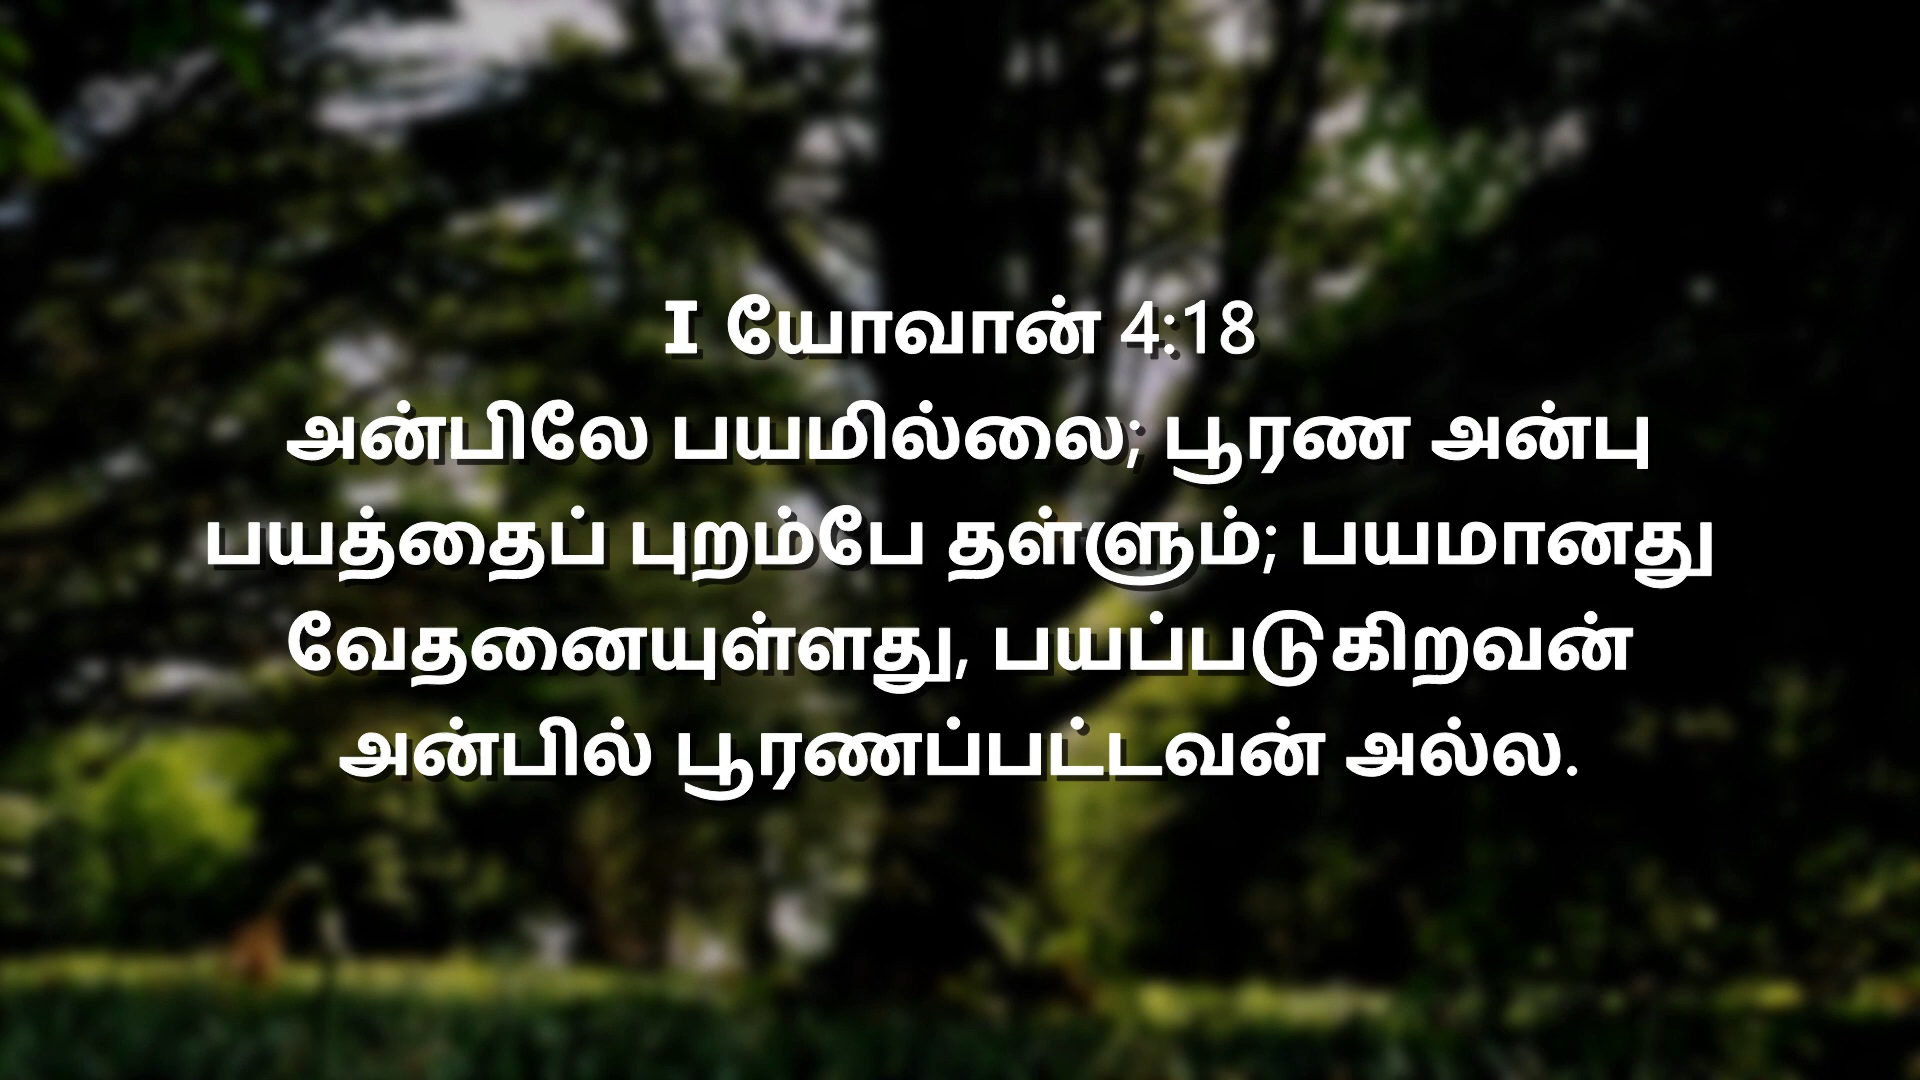 I யோவான் 4:18
அன்பிலே பயமில்லை; பூரண அன்பு
பயத்தைப் புறம்பே தள்ளும்; பயமானது
வேதனையுள்ளது, பயப்படுகிறவன்
அன்பில் பூரணப்பட்டவன் அல்ல.